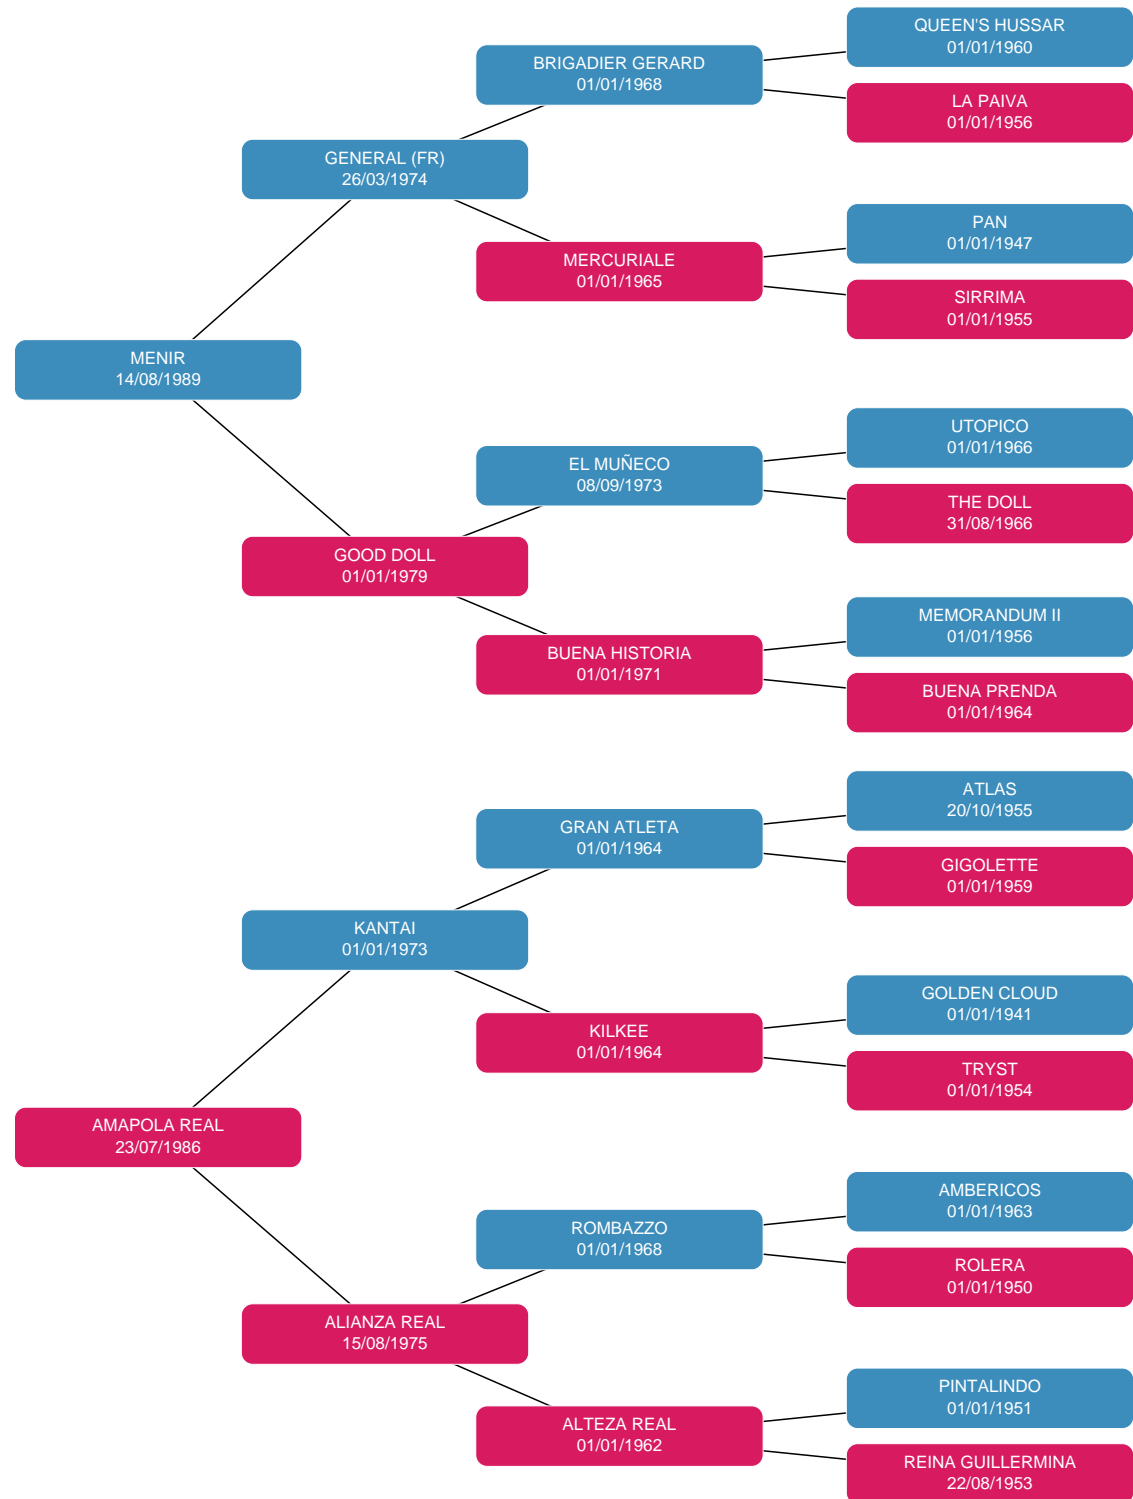 QUEEN'S HUSSAR
01/01/1960
BRIGADIER GERARD
01/01/1968
LA PAIVA
01/01/1956
GENERAL (FR)
26/03/1974
PAN
01/01/1947
MERCURIALE
01/01/1965
SIRRIMA
01/01/1955
MENIR
14/08/1989
UTOPICO
01/01/1966
EL MUÑECO
08/09/1973
THE DOLL
31/08/1966
GOOD DOLL
01/01/1979
MEMORANDUM II
01/01/1956
BUENA HISTORIA
01/01/1971
BUENA PRENDA
01/01/1964
ATLAS
20/10/1955
GRAN ATLETA
01/01/1964
GIGOLETTE
01/01/1959
KANTAI
01/01/1973
GOLDEN CLOUD
01/01/1941
KILKEE
01/01/1964
TRYST
01/01/1954
AMAPOLA REAL
23/07/1986
AMBERICOS
01/01/1963
ROMBAZZO
01/01/1968
ROLERA
01/01/1950
ALIANZA REAL
15/08/1975
PINTALINDO
01/01/1951
ALTEZA REAL
01/01/1962
REINA GUILLERMINA
22/08/1953